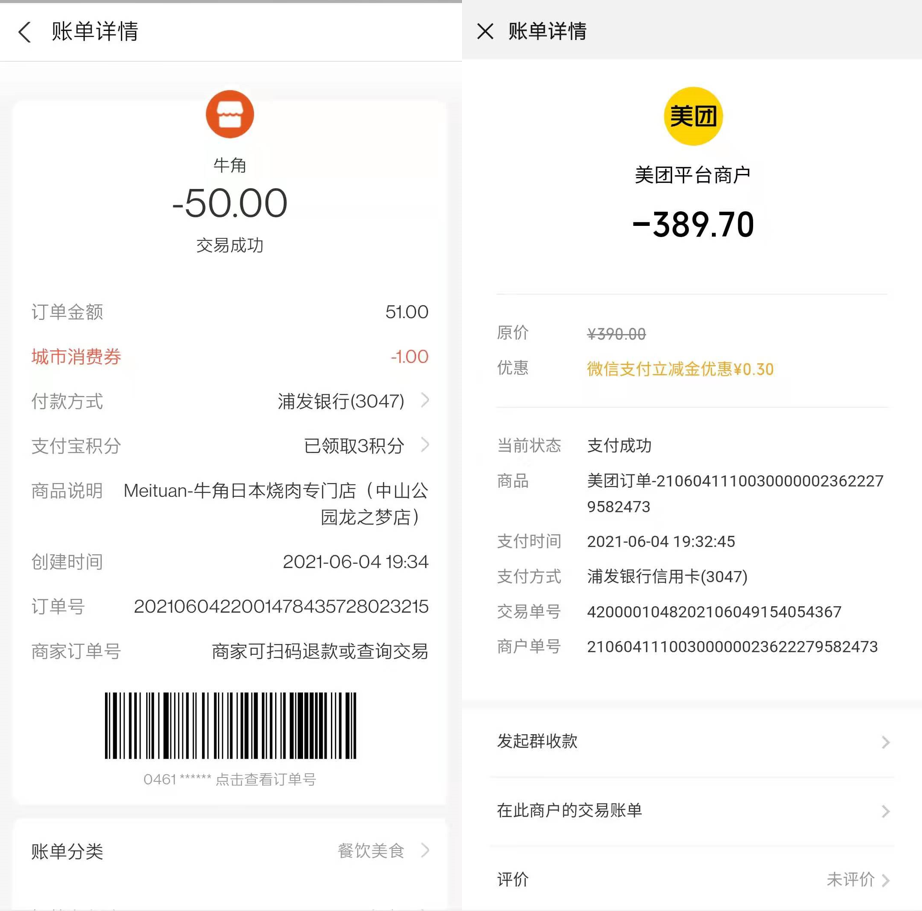 账单详情
牛角
-50.00
交易成功
订单金额 51.00
城市消费券 -1.00
付款方式 浦发银行(3047)
支付宝积分 已领取3积分
商品说明 Meituan-牛角日本烧肉专门店（中山公
园龙之梦店）
创建时间 2021-06-04 19:34
订单号 2021060422001478435728023215
商家订单号 商家可扫码退款或查询交易
0461 ****** 点击查看订单号
账单分类 餐饮美食
账单详情
美团
美团平台商户
-389.70
原价 ¥390.00
优惠 微信支付立减金优惠¥0.30
当前状态 支付成功
商品 美团订单-21060411100300000002362227
9582473
支付时间 2021-06-04 19:32:45
支付方式 浦发银行信用卡(3047)
交易单号 4200001048202106049154054367
商户单号 21060411100300000023622279582473
发起群收款
在此商户的交易账单
评价 未评价